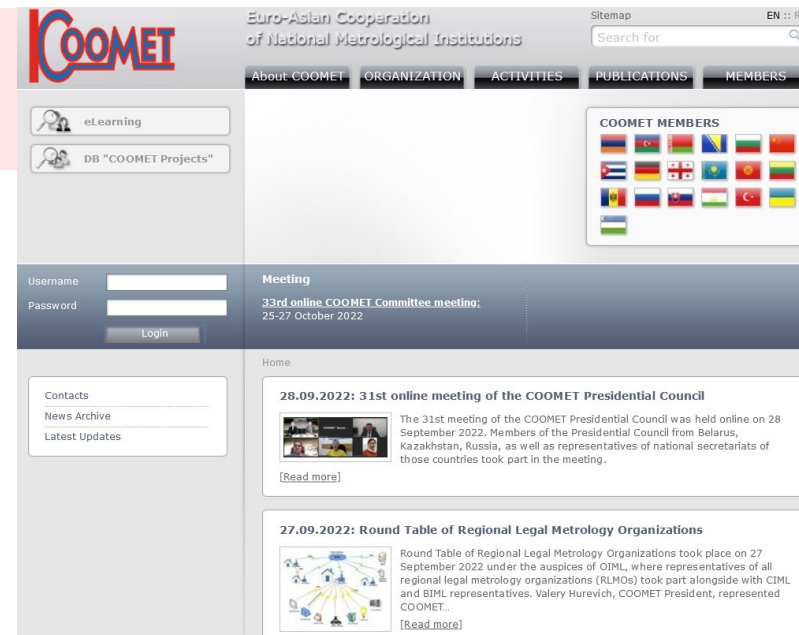 COOMET
Euro-Asian Cooperation
of National Metrological Institutions
Sitemap
EN :: R
Search for
About COOMET
ORGANIZATION
ACTIVITIES
PUBLICATIONS
MEMBERS
eLearning
DB "COOMET Projects"
COOMET MEMBERS
Username
Password
Login
Meeting
33rd online COOMET Committee meeting:
25-27 October 2022
Home
Contacts
News Archive
Latest Updates
28.09.2022: 31st online meeting of the COOMET Presidential Council
The 31st meeting of the COOMET Presidential Council was held online on 28
September 2022. Members of the Presidential Council from Belarus,
Kazakhstan, Russia, as well as representatives of national secretariats of
those countries took part in the meeting.
[Read more]
27.09.2022: Round Table of Regional Legal Metrology Organizations
Round Table of Regional Legal Metrology Organizations took place on 27
September 2022 under the auspices of OIML, where representatives of all
regional legal metrology organizations (RLMOs) took part alongside with CIML
and BIML representatives. Valery Hurevich, COOMET President, represented
COOMET...
[Read more]